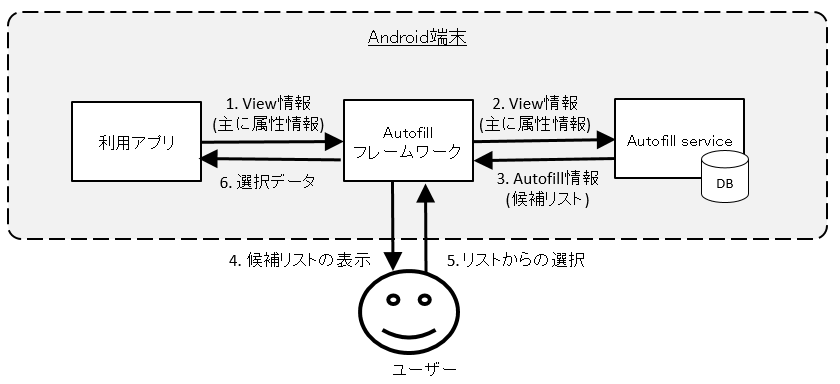 Android端末
1. View情報
(主に属性情報)
2. View情報
(主に属性情報)
利用アプリ
Autofill
フレームワーク
Autofill service
DB
6. 選択データ
3. Autofill情報
(候補リスト)
4. 候補リストの表示
5.リストからの選択
ユーザー